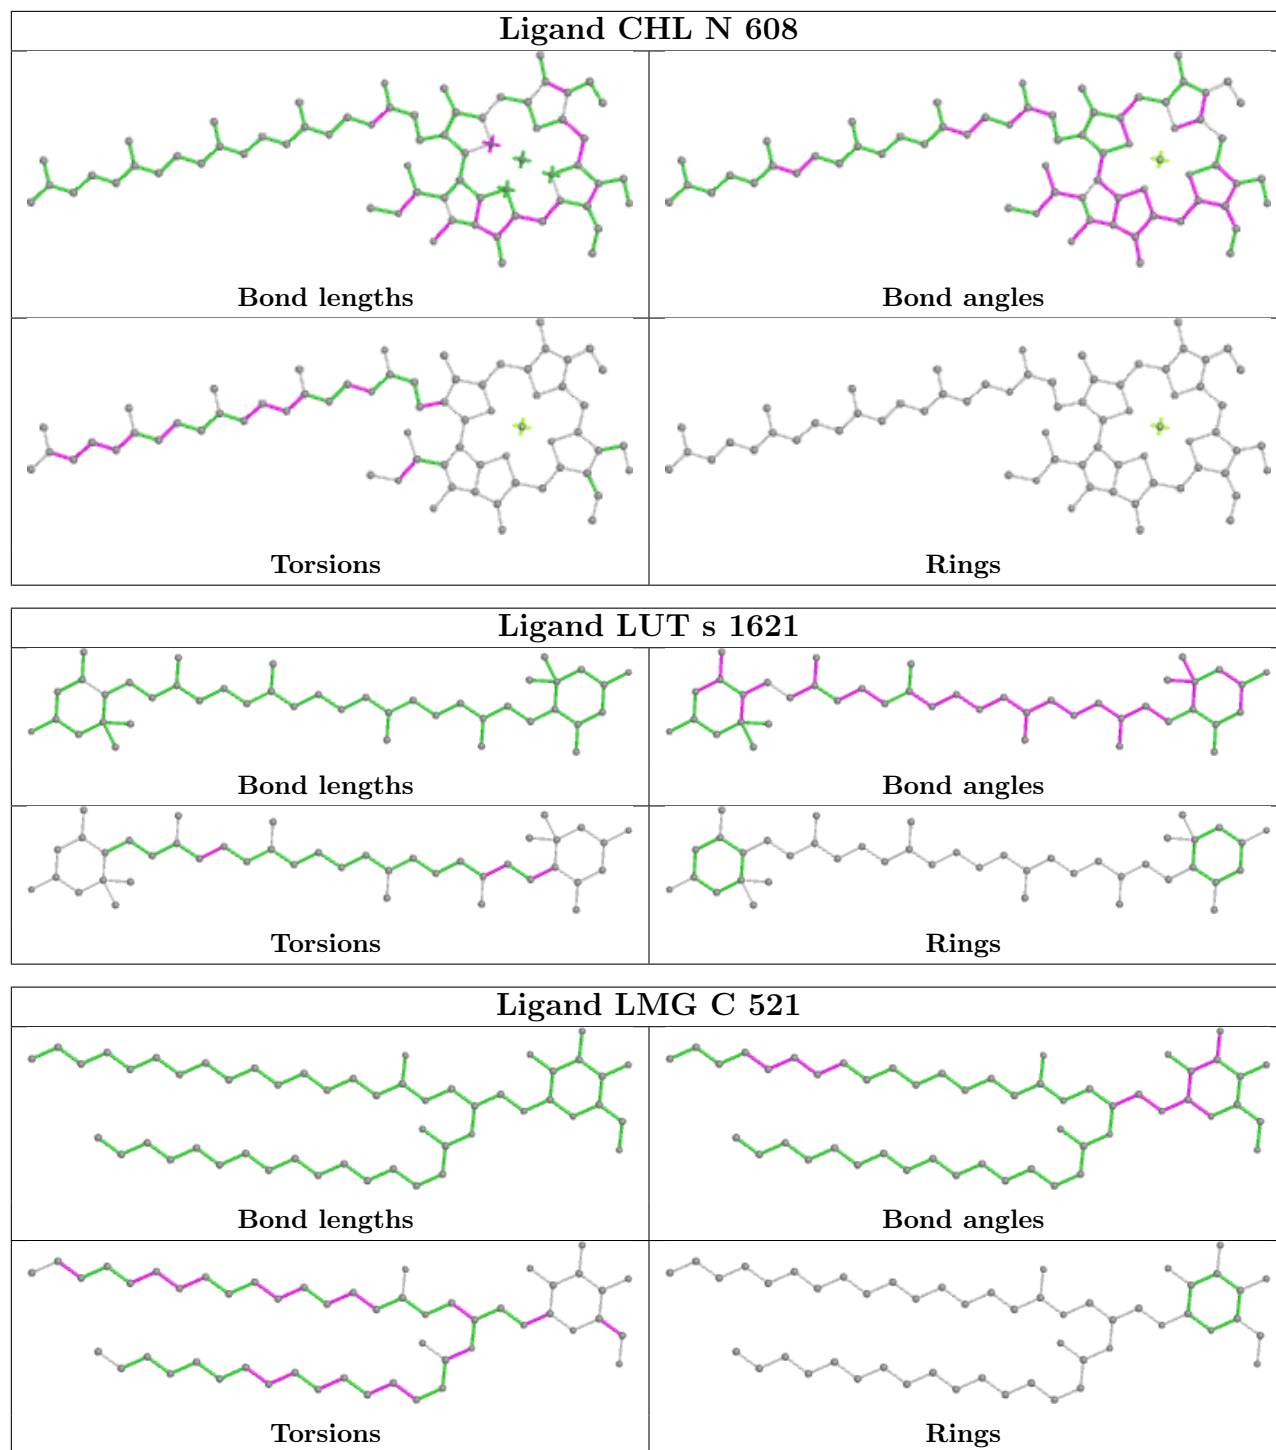 Ligand CHL N 608
Bond lengths
Bond angles
Torsions
Rings
Ligand LUT s 1621
Bond lengths
Bond angles
Torsions
Rings
Ligand LMG C 521
Bond lengths
Bond angles
Torsions
Rings